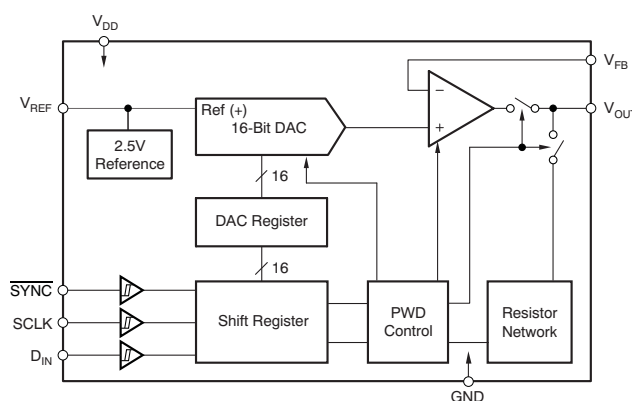 VDD
VFB
VREF
Ref (+)
16-Bit DAC
VOUT
2.5V
Reference
16
DAC Register
16
SYNC
SCLK
DIN
Shift Register
PWD
Control
Resistor
Network
GND
−
+